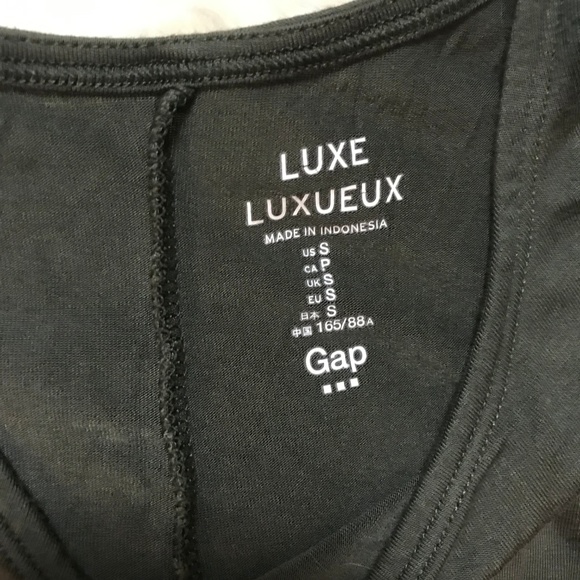 LUXE
LUXUEUX
MADE IN INDONESIA
US S
CA P
UK S
EU S
日本 S
中国 165/88A
Gap